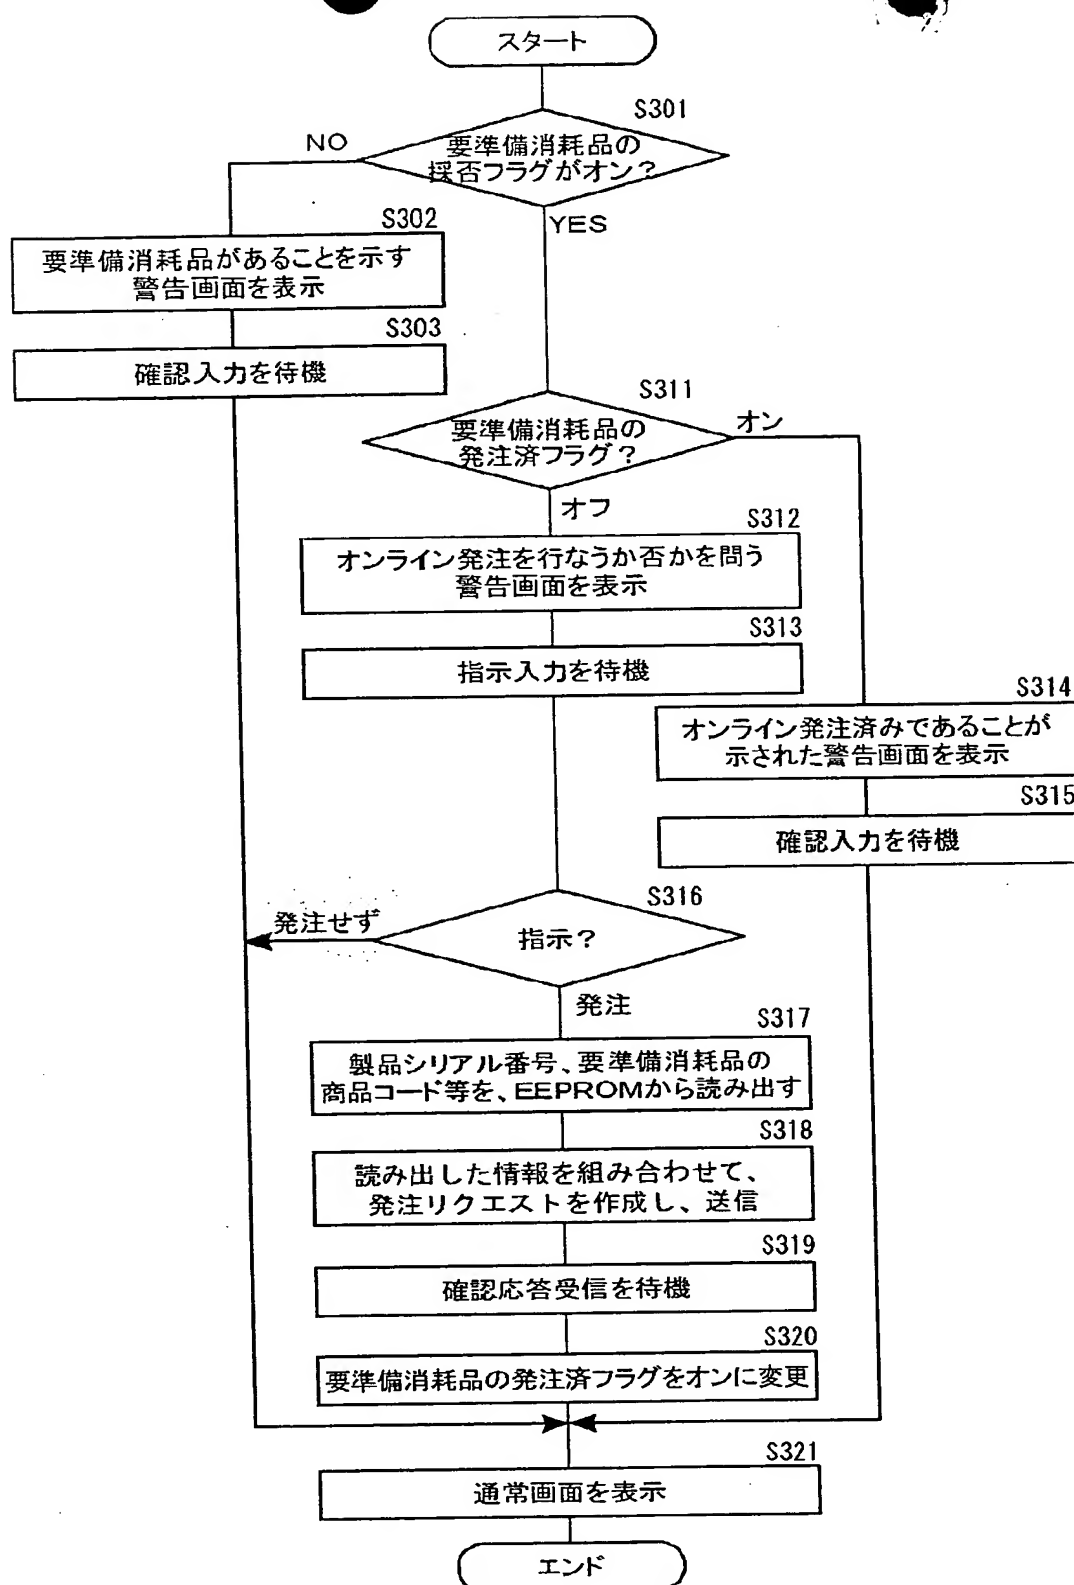 スタート
S301
要準備消耗品の
採否フラグがオン？
NO
YES
S302
要準備消耗品があることを示す
警告画面を表示
S303
確認入力を待機
S311
要準備消耗品の
発注済フラグ？
オン
オフ
S312
オンライン発注を行なうか否かを問う
警告画面を表示
S313
指示入力を待機
S314
オンライン発注済みであることが
示された警告画面を表示
S315
確認入力を待機
S316
指示？
発注せず
発注
S317
製品シリアル番号、要準備消耗品の
商品コード等を、EEPROMから読み出す
S318
読み出した情報を組み合わせて、
発注リクエストを作成し、送信
S319
確認応答受信を待機
S320
要準備消耗品の発注済フラグをオンに変更
S321
通常画面を表示
エンド